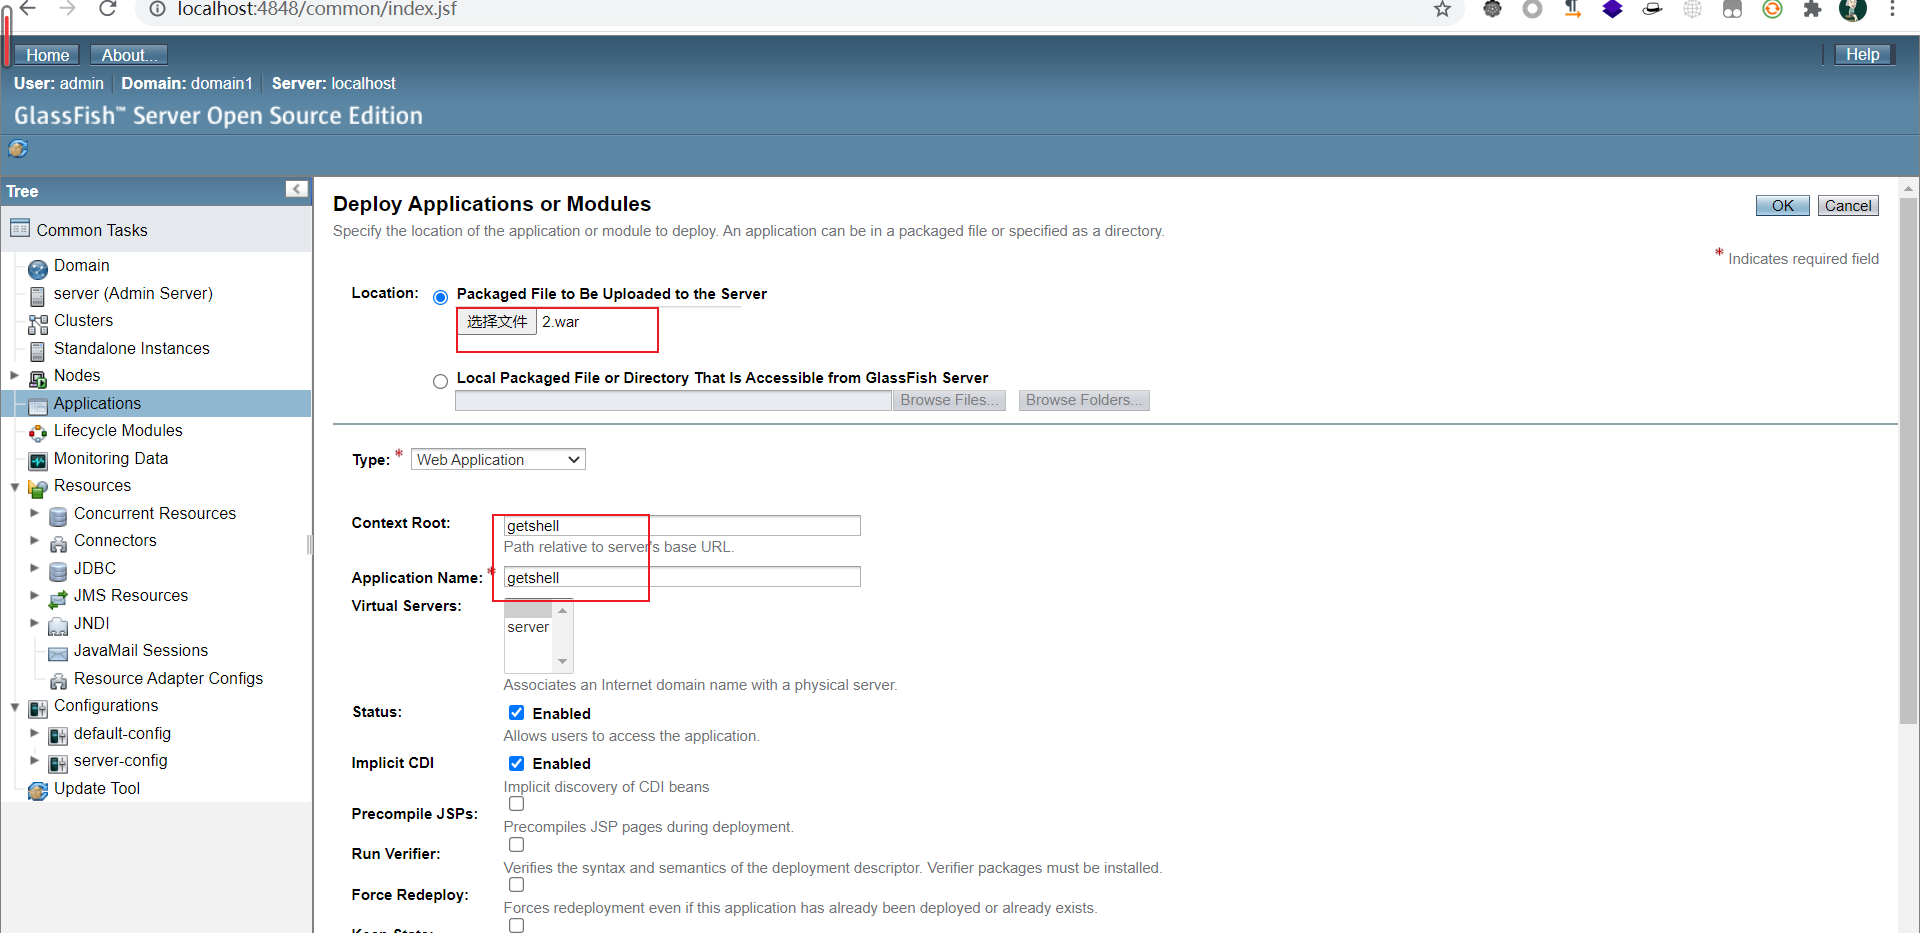 localhost:4848/common/index.jsf
Home About... Help
User: admin Domain: domain1 Server: localhost
GlassFish™ Server Open Source Edition
Tree
Common Tasks
Domain
server (Admin Server)
Clusters
Standalone Instances
Nodes
Applications
Lifecycle Modules
Monitoring Data
Resources
Concurrent Resources
Connectors
JDBC
JMS Resources
JNDI
JavaMail Sessions
Resource Adapter Configs
Configurations
default-config
server-config
Update Tool
Deploy Applications or Modules
OK Cancel
Specify the location of the application or module to deploy. An application can be in a packaged file or specified as a directory.
* Indicates required field
Location: Packaged File to Be Uploaded to the Server
选择文件 2.war
Local Packaged File or Directory That Is Accessible from GlassFish Server
Browse Files... Browse Folders...
Type: * Web Application
Context Root: getshell
Path relative to server's base URL.
Application Name: * getshell
Virtual Servers:
server
Associates an Internet domain name with a physical server.
Status: Enabled
Allows users to access the application.
Implicit CDI Enabled
Implicit discovery of CDI beans
Precompile JSPs:
Precompiles JSP pages during deployment.
Run Verifier:
Verifies the syntax and semantics of the deployment descriptor. Verifier packages must be installed.
Force Redeploy:
Forces redeployment even if this application has already been deployed or already exists.
Keep State: